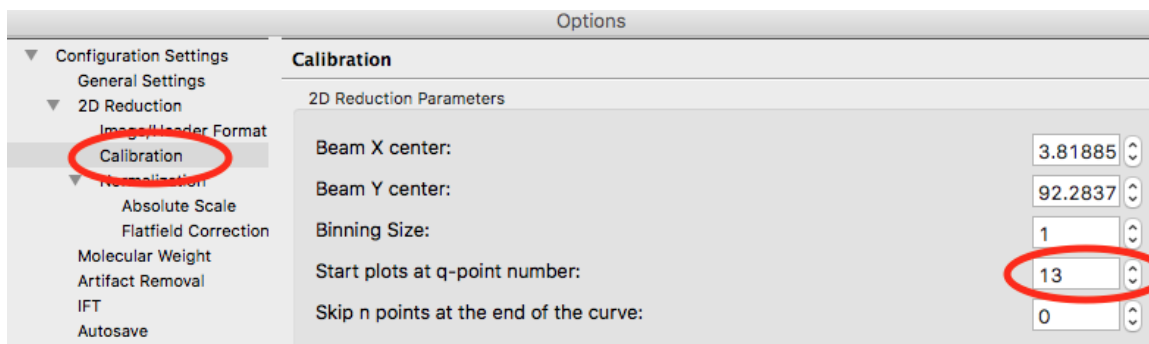 Options
Configuration Settings
General Settings
2D Reduction
Image/Header Format
Calibration
Normalization
Absolute Scale
Flatfield Correction
Molecular Weight
Artifact Removal
IFT
Autosave
Calibration
2D Reduction Parameters
Beam X center: 3.81885
Beam Y center: 92.2837
Binning Size: 1
Start plots at q-point number: 13
Skip n points at the end of the curve: 0